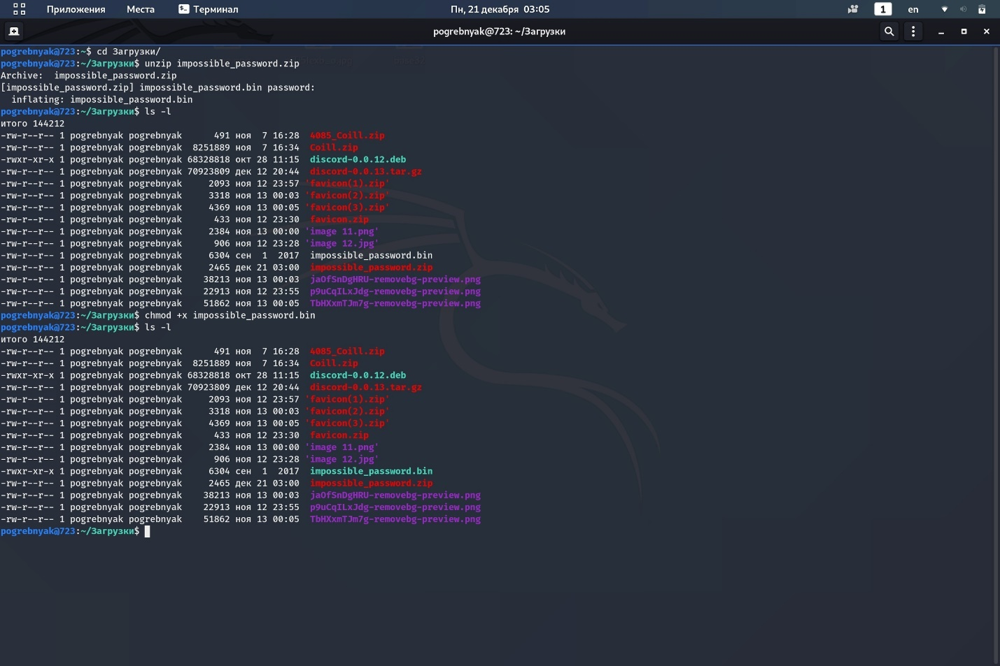 Приложения Места Терминал Пн, 21 декабря 03:05 1 en
pogrebnyak@723: ~/Загрузки
pogrebnyak@723:~$ cd Загрузки/
pogrebnyak@723:~/Загрузки$ unzip impossible_password.zip
Archive:  impossible_password.zip
[impossible_password.zip] impossible_password.bin password:
  inflating: impossible_password.bin
pogrebnyak@723:~/Загрузки$ ls -l
итого 144212
-rw-r--r-- 1 pogrebnyak pogrebnyak      491 ноя  7 16:28  4085_Coill.zip
-rw-r--r-- 1 pogrebnyak pogrebnyak  8251889 ноя  7 16:34  Coill.zip
-rwxr-xr-x 1 pogrebnyak pogrebnyak 68328818 окт 28 11:15  discord-0.0.12.deb
-rw-r--r-- 1 pogrebnyak pogrebnyak 70923809 дек 12 20:44  discord-0.0.13.tar.gz
-rw-r--r-- 1 pogrebnyak pogrebnyak     2093 ноя 12 23:57 'favicon(1).zip'
-rw-r--r-- 1 pogrebnyak pogrebnyak     3318 ноя 13 00:03 'favicon(2).zip'
-rw-r--r-- 1 pogrebnyak pogrebnyak     4369 ноя 13 00:05 'favicon(3).zip'
-rw-r--r-- 1 pogrebnyak pogrebnyak      433 ноя 12 23:30  favicon.zip
-rw-r--r-- 1 pogrebnyak pogrebnyak     2384 ноя 13 00:00 'image 11.png'
-rw-r--r-- 1 pogrebnyak pogrebnyak      906 ноя 12 23:28 'image 12.jpg'
-rw-r--r-- 1 pogrebnyak pogrebnyak     6304 сен  1  2017  impossible_password.bin
-rw-r--r-- 1 pogrebnyak pogrebnyak     2465 дек 21 03:00  impossible_password.zip
-rw-r--r-- 1 pogrebnyak pogrebnyak    38213 ноя 13 00:03  jaOfSnDgHRU-removebg-preview.png
-rw-r--r-- 1 pogrebnyak pogrebnyak    22913 ноя 12 23:55  p9uCqILxJdg-removebg-preview.png
-rw-r--r-- 1 pogrebnyak pogrebnyak    51862 ноя 13 00:05  TbHXxmTJm7g-removebg-preview.png
pogrebnyak@723:~/Загрузки$ chmod +x impossible_password.bin
pogrebnyak@723:~/Загрузки$ ls -l
итого 144212
-rw-r--r-- 1 pogrebnyak pogrebnyak      491 ноя  7 16:28  4085_Coill.zip
-rw-r--r-- 1 pogrebnyak pogrebnyak  8251889 ноя  7 16:34  Coill.zip
-rwxr-xr-x 1 pogrebnyak pogrebnyak 68328818 окт 28 11:15  discord-0.0.12.deb
-rw-r--r-- 1 pogrebnyak pogrebnyak 70923809 дек 12 20:44  discord-0.0.13.tar.gz
-rw-r--r-- 1 pogrebnyak pogrebnyak     2093 ноя 12 23:57 'favicon(1).zip'
-rw-r--r-- 1 pogrebnyak pogrebnyak     3318 ноя 13 00:03 'favicon(2).zip'
-rw-r--r-- 1 pogrebnyak pogrebnyak     4369 ноя 13 00:05 'favicon(3).zip'
-rw-r--r-- 1 pogrebnyak pogrebnyak      433 ноя 12 23:30  favicon.zip
-rw-r--r-- 1 pogrebnyak pogrebnyak     2384 ноя 13 00:00 'image 11.png'
-rw-r--r-- 1 pogrebnyak pogrebnyak      906 ноя 12 23:28 'image 12.jpg'
-rwxr-xr-x 1 pogrebnyak pogrebnyak     6304 сен  1  2017  impossible_password.bin
-rw-r--r-- 1 pogrebnyak pogrebnyak     2465 дек 21 03:00  impossible_password.zip
-rw-r--r-- 1 pogrebnyak pogrebnyak    38213 ноя 13 00:03  jaOfSnDgHRU-removebg-preview.png
-rw-r--r-- 1 pogrebnyak pogrebnyak    22913 ноя 12 23:55  p9uCqILxJdg-removebg-preview.png
-rw-r--r-- 1 pogrebnyak pogrebnyak    51862 ноя 13 00:05  TbHXxmTJm7g-removebg-preview.png
pogrebnyak@723:~/Загрузки$